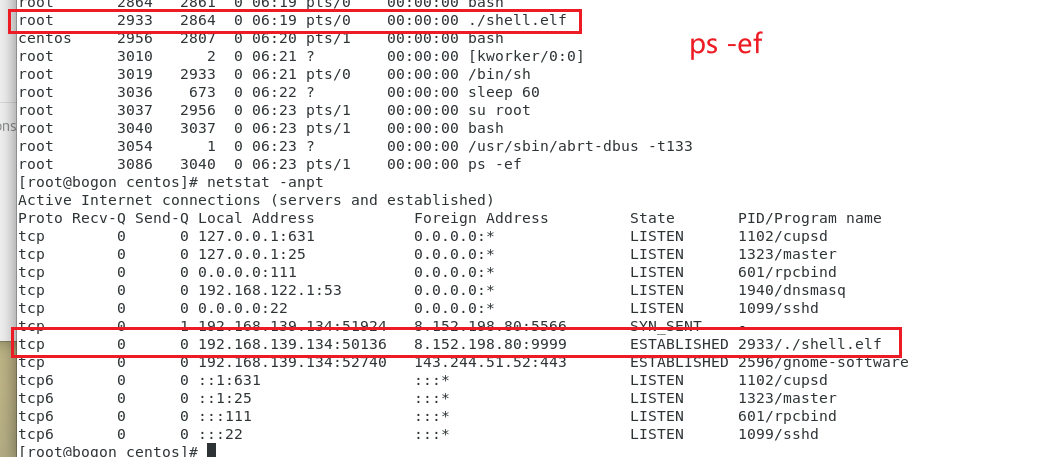 root       2864   2861  0 06:19 pts/0    00:00:00 bash
root       2933   2864  0 06:19 pts/0    00:00:00 ./shell.elf
centos     2956   2807  0 06:20 pts/1    00:00:00 bash
ps -ef
root       3010      2  0 06:21 ?        00:00:00 [kworker/0:0]
root       3019   2933  0 06:21 pts/0    00:00:00 /bin/sh
root       3036    673  0 06:22 ?        00:00:00 sleep 60
root       3037   2956  0 06:23 pts/1    00:00:00 su root
root       3040   3037  0 06:23 pts/1    00:00:00 bash
root       3054      1  0 06:23 ?        00:00:00 /usr/sbin/abrt-dbus -t133
root       3086   3040  0 06:23 pts/1    00:00:00 ps -ef
[root@bogon centos]# netstat -anpt
Active Internet connections (servers and established)
Proto Recv-Q Send-Q Local Address           Foreign Address         State       PID/Program name
tcp        0      0 127.0.0.1:631           0.0.0.0:*               LISTEN      1102/cupsd
tcp        0      0 127.0.0.1:25            0.0.0.0:*               LISTEN      1323/master
tcp        0      0 0.0.0.0:111             0.0.0.0:*               LISTEN      601/rpcbind
tcp        0      0 192.168.122.1:53        0.0.0.0:*               LISTEN      1940/dnsmasq
tcp        0      0 0.0.0.0:22              0.0.0.0:*               LISTEN      1099/sshd
tcp        0      1 192.168.139.134:51924   8.152.198.80:5566       SYN_SENT    -
tcp        0      0 192.168.139.134:50136   8.152.198.80:9999       ESTABLISHED 2933/./shell.elf
tcp        0      0 192.168.139.134:52740   143.244.51.52:443       ESTABLISHED 2596/gnome-software
tcp6       0      0 ::1:631                 :::*                    LISTEN      1102/cupsd
tcp6       0      0 ::1:25                  :::*                    LISTEN      1323/master
tcp6       0      0 :::111                  :::*                    LISTEN      601/rpcbind
tcp6       0      0 :::22                   :::*                    LISTEN      1099/sshd
[root@bogon centos]#